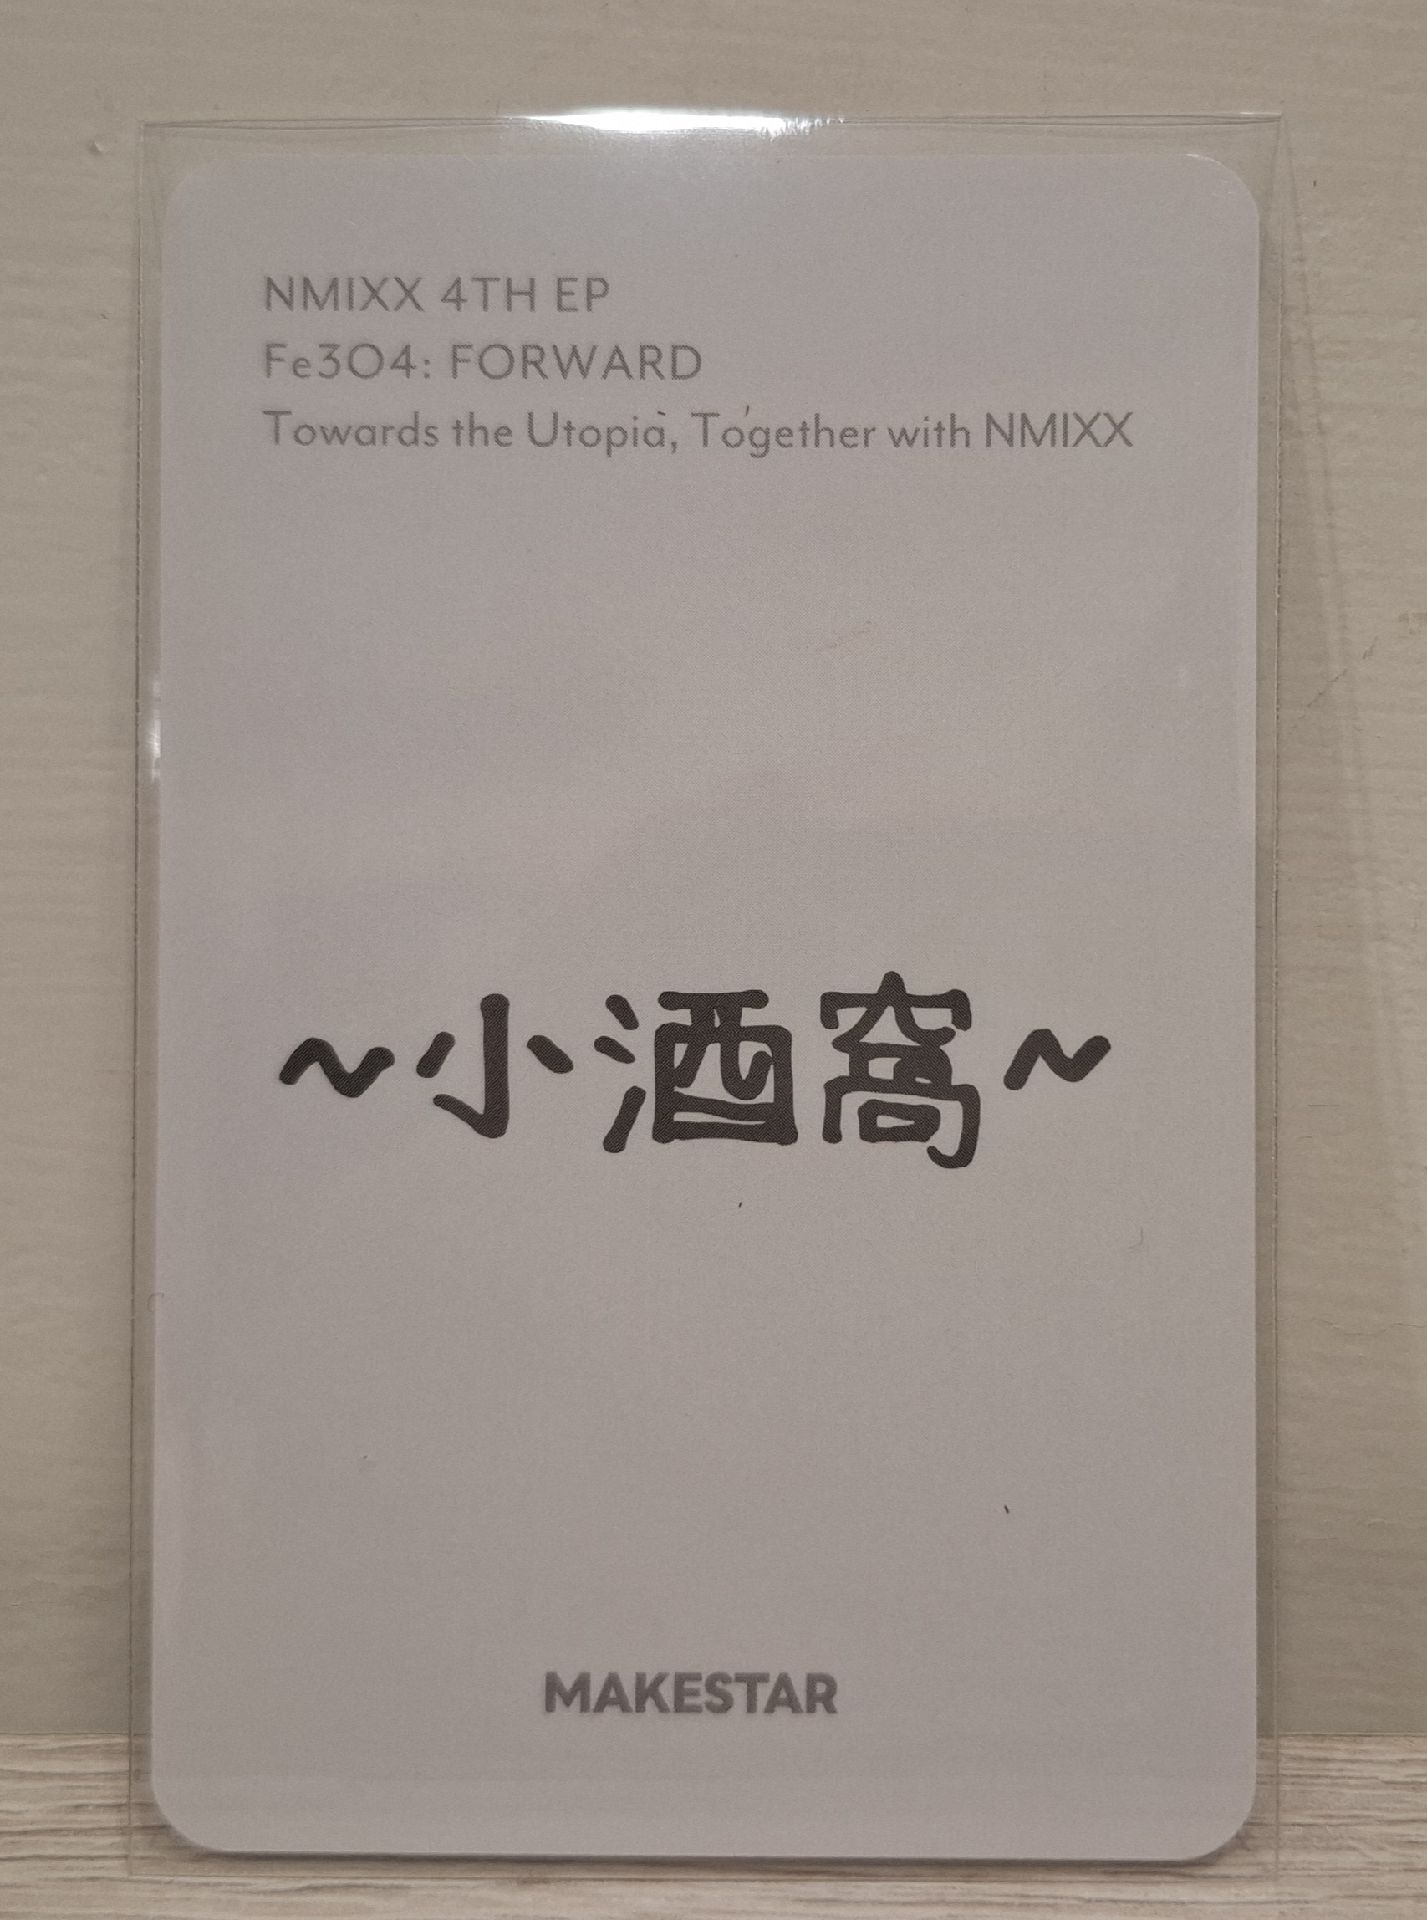 NMIXX 4TH EP
Fe3O4: FORWARD
Towards the Utopia, Together with NMIXX
~小酒窩~
MAKESTAR